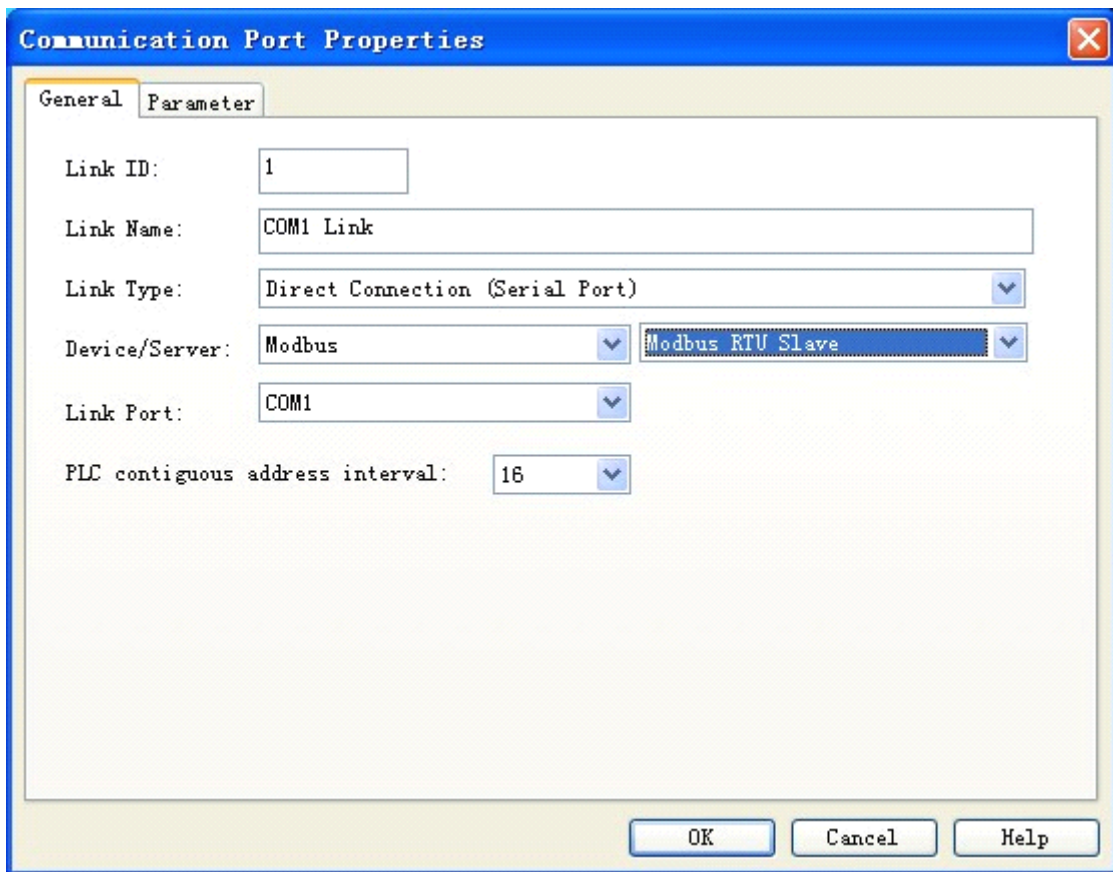 Communication Port Properties
General Parameter
Link ID: 1
Link Name: COM1 Link
Link Type: Direct Connection (Serial Port)
Device/Server: Modbus Modbus RTU Slave
Link Port: COM1
PLC contiguous address interval: 16
OK Cancel Help